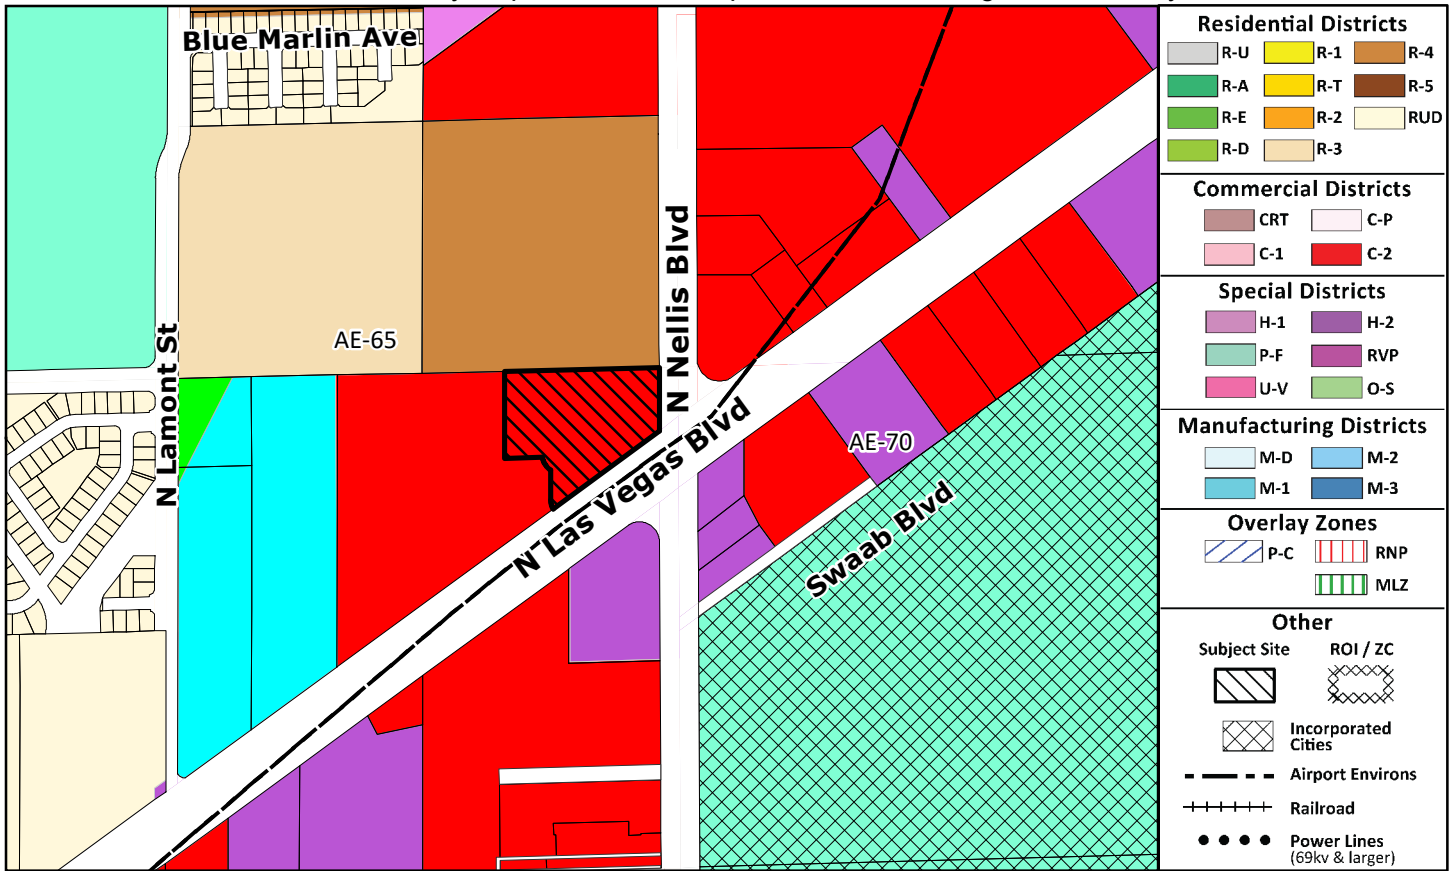 Blue Marlin Ave
N Nellis Blvd
AE-65
N Lamont St
N Las Vegas Blvd
AE-70
Swaab Blvd
Residential Districts
R-U
R-1
R-4
R-A
R-T
R-5
R-E
R-2
RUD
R-D
R-3
Commercial Districts
CRT
C-P
C-1
C-2
Special Districts
H-1
H-2
P-F
RVP
U-V
O-S
Manufacturing Districts
M-D
M-2
M-1
M-3
Overlay Zones
P-C
RNP
MLZ
Other
Subject Site
ROI / ZC
Incorporated
Cities
Airport Environs
Railroad
Power Lines
(69kv & larger)